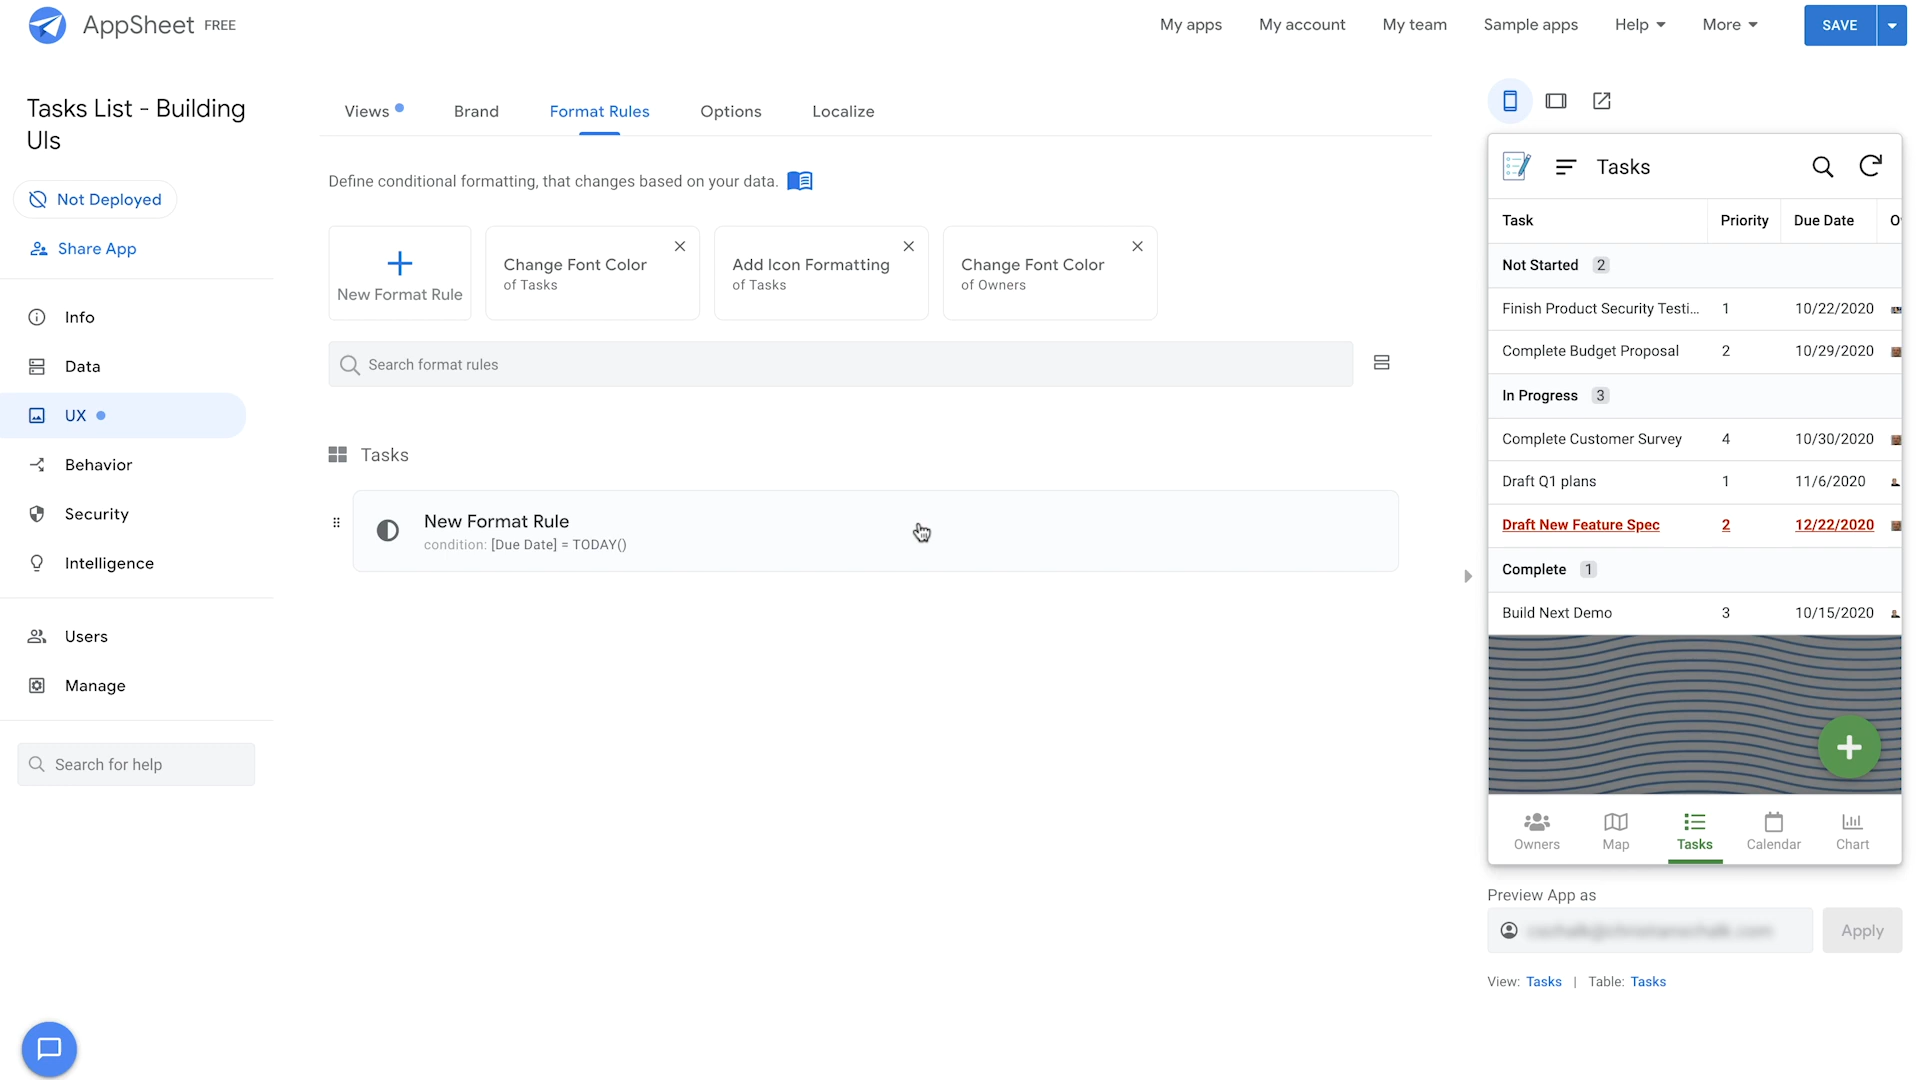 AppSheet FREE
My apps
My account
My team
Sample apps
Help
More
SAVE
Tasks List - Building
UIs
Not Deployed
Share App
Info
Data
UX
Behavior
Security
Intelligence
Users
Manage
Search for help
Views
Brand
Format Rules
Options
Localize
Define conditional formatting, that changes based on your data.
New Format Rule
Change Font Color
of Tasks
Add Icon Formatting
of Tasks
Change Font Color
of Owners
Search format rules
Tasks
New Format Rule
condition: [Due Date] = TODAY()
Tasks
Task Priority Due Date
Not Started 2
Finish Product Security Testi... 1 10/22/2020
Complete Budget Proposal 2 10/29/2020
In Progress 3
Complete Customer Survey 4 10/30/2020
Draft Q1 plans 1 11/6/2020
Draft New Feature Spec 2 12/22/2020
Complete 1
Build Next Demo 3 10/15/2020
Owners
Map
Tasks
Calendar
Chart
Preview App as
Apply
View: Tasks | Table: Tasks